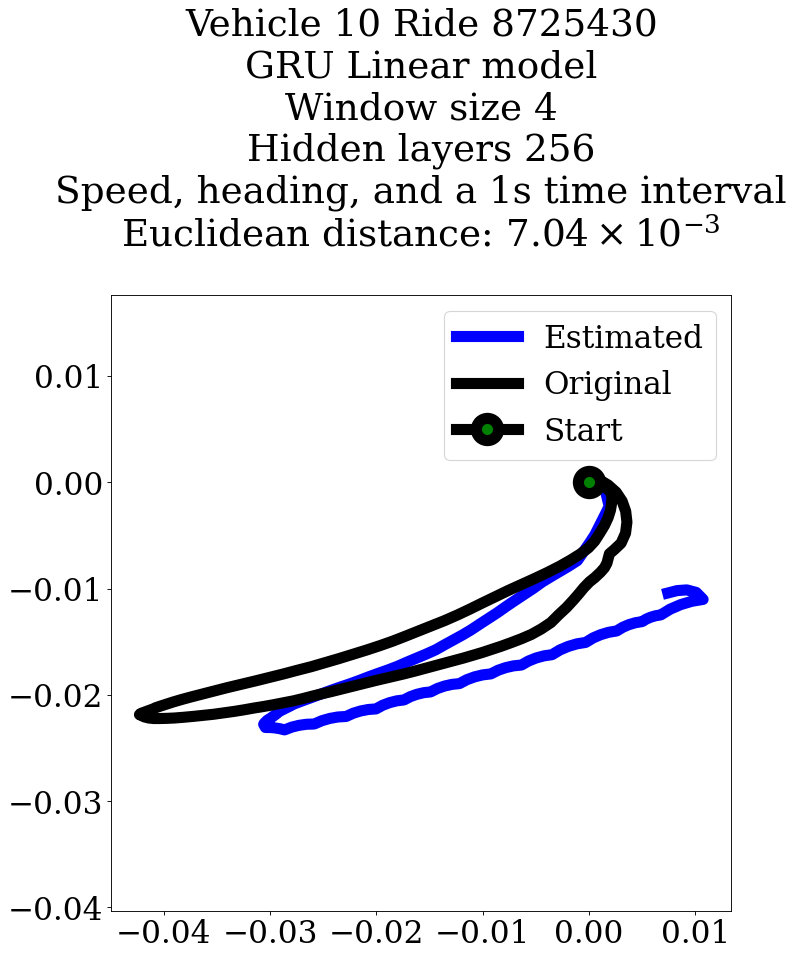 Vehicle 10 Ride 8725430
GRU Linear model
Window size 4
Hidden layers 256
Speed, heading, and a 1s time interval
Euclidean distance: 7.04 × 10⁻³
Estimated
Original
Start
0.01
0.00
−0.01
−0.02
−0.03
−0.04
−0.04 −0.03 −0.02 −0.01 0.00 0.01